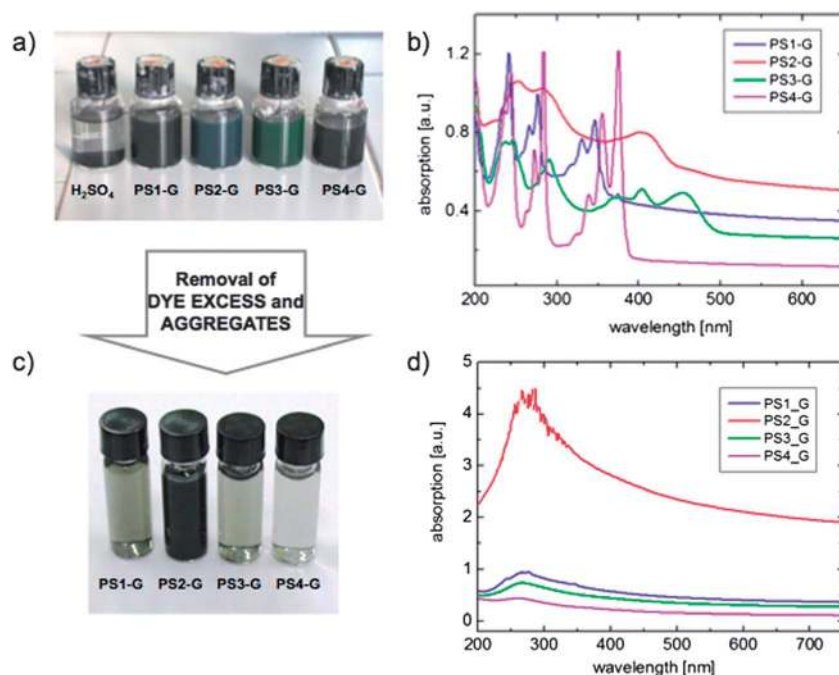 a)
H₂SO₄ PS1-G PS2-G PS3-G PS4-G
b)
PS1-G
PS2-G
PS3-G
PS4-G
1.2
0.8
0.4
absorption [a.u.]
200 300 400 500 600
wavelength [nm]
Removal of
DYE EXCESS and
AGGREGATES
c)
PS1-G PS2-G PS3-G PS4-G
d)
PS1_G
PS2_G
PS3_G
PS4_G
5
4
3
2
1
0
absorption [a.u.]
200 300 400 500 600 700
wavelength [nm]